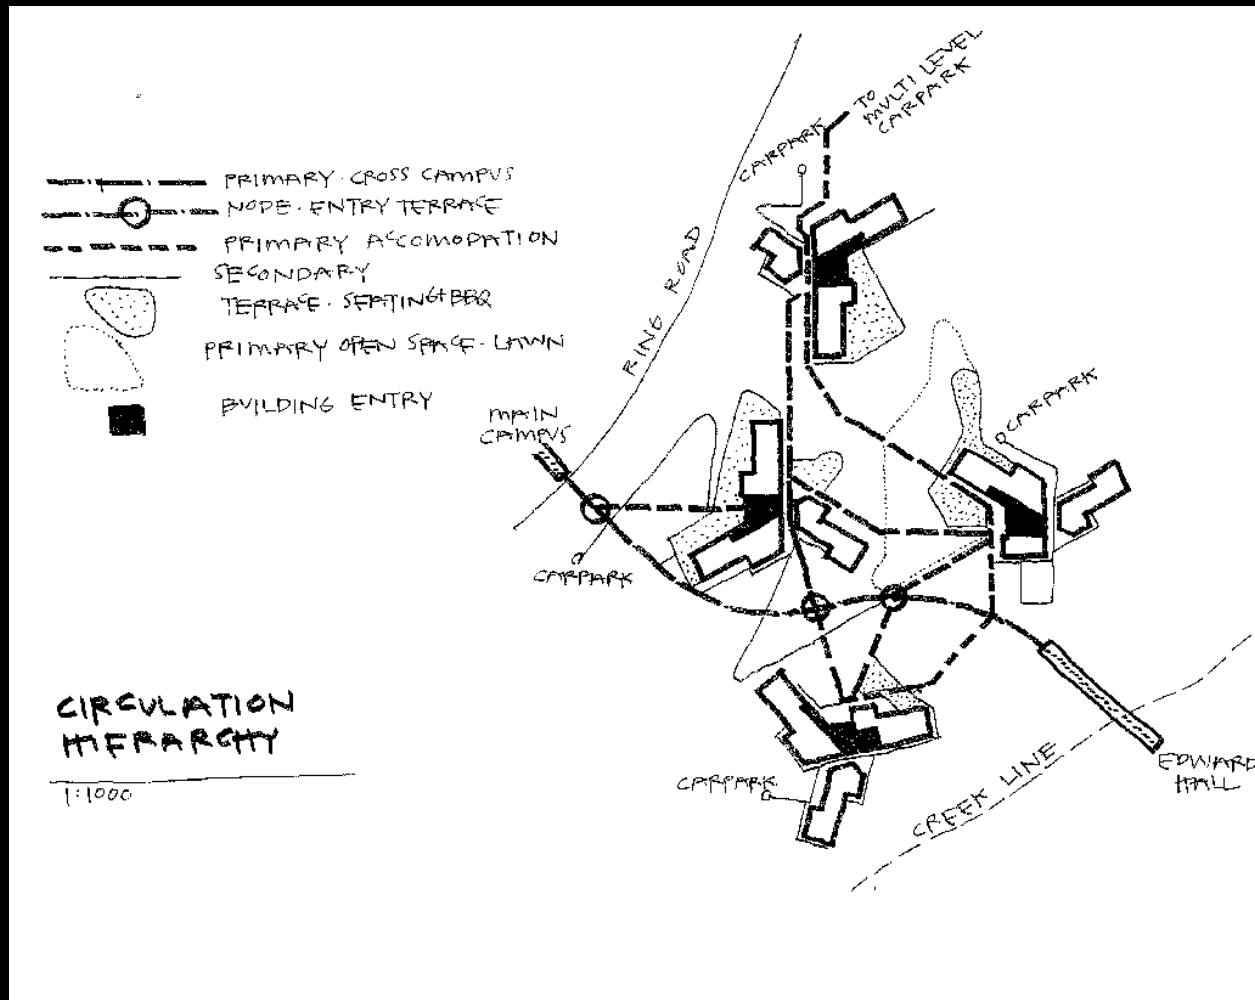 PRIMARY · CROSS CAMPUS
NODE · ENTRY TERRACE
PRIMARY ACCOMODATION
SECONDARY
TERRACE · SEATING + BBQ
PRIMARY OPEN SPACE · LAWN
BUILDING ENTRY
TO
MULTI LEVEL
CARPARK
CARPARK
RING ROAD
MAIN
CAMPUS
CARPARK
CARPARK
CARPARK
CREEK LINE
EDWARD
HALL
CIRCULATION
HIERARCHY
1:1000